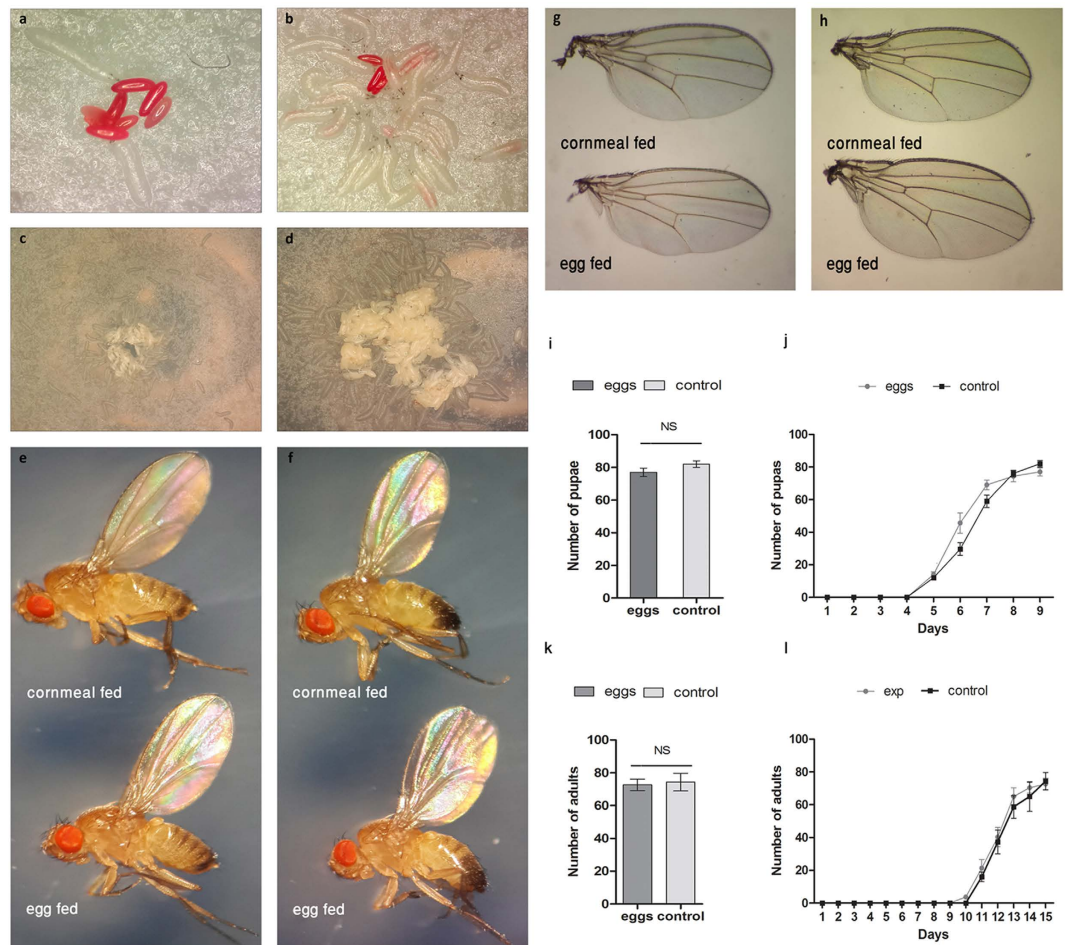 a
b
c
d
e
cornmeal fed
egg fed
f
cornmeal fed
egg fed
g
cornmeal fed
egg fed
h
cornmeal fed
egg fed
i
eggs control
NS
Number of pupae
100
80
60
40
20
0
eggs control
j
eggs control
Number of pupas
100
80
60
40
20
0
1 2 3 4 5 6 7 8 9
Days
k
eggs control
NS
Number of adults
100
80
60
40
20
0
eggs control
l
exp control
Number of adults
100
80
60
40
20
0
1 2 3 4 5 6 7 8 9 10 11 12 13 14 15
Days